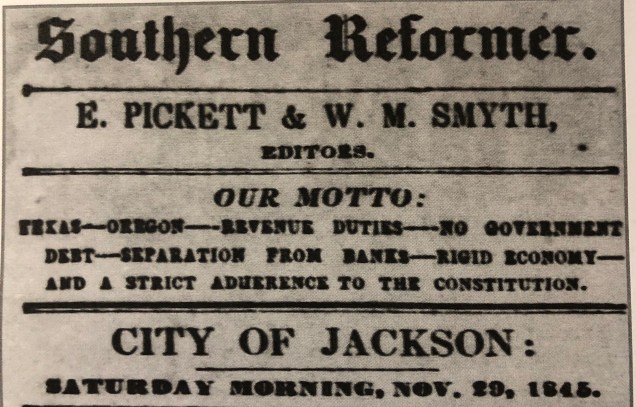 Southern Reformer.
E. PICKETT & W. M. SMYTH,
EDITORS.
OUR MOTTO:
TEXAS—OREGON—REVENUE DUTIES—NO GOVERNMENT
DEBT—SEPARATION FROM BANKS—RIGID ECONOMY—
AND A STRICT ADHERENCE TO THE CONSTITUTION.
CITY OF JACKSON:
SATURDAY MORNING, NOV. 29, 1845.